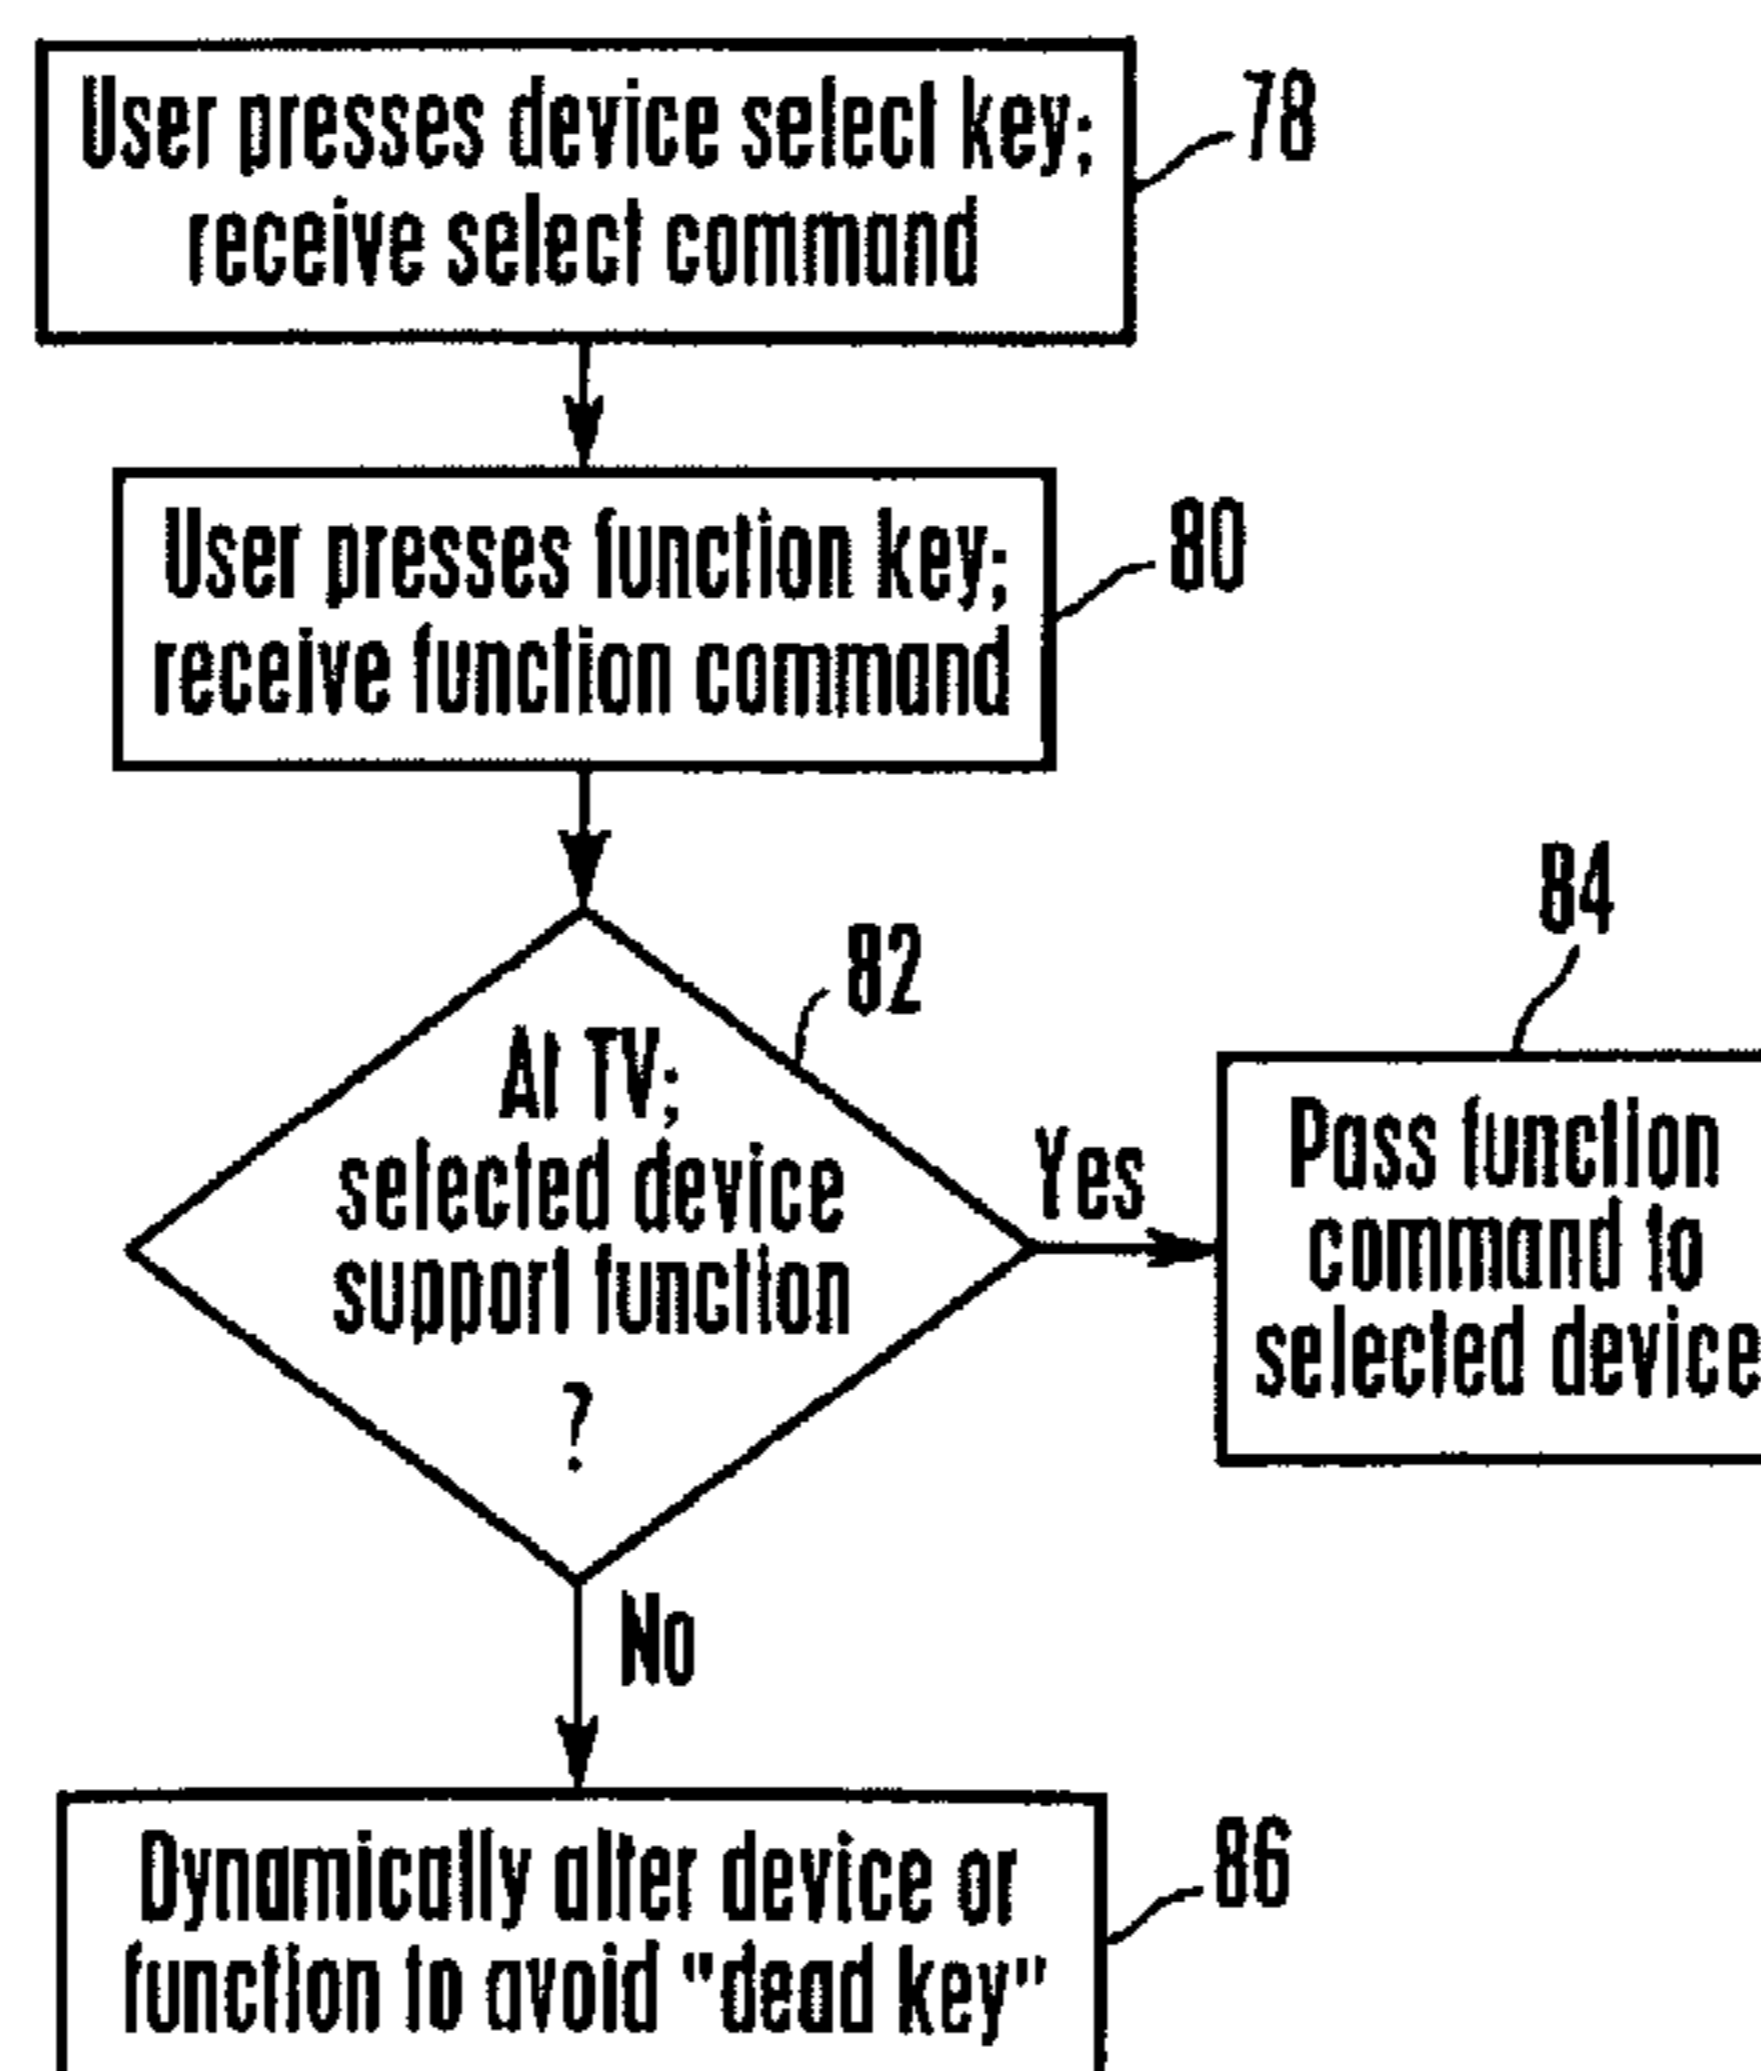 User presses device select key;
receive select command
78
User presses function key;
receive function command
80
82
At TV;
selected device
support function
?
Yes
84
Pass function
command to
selected device
No
Dynamically alter device or
function to avoid "dead key"
86